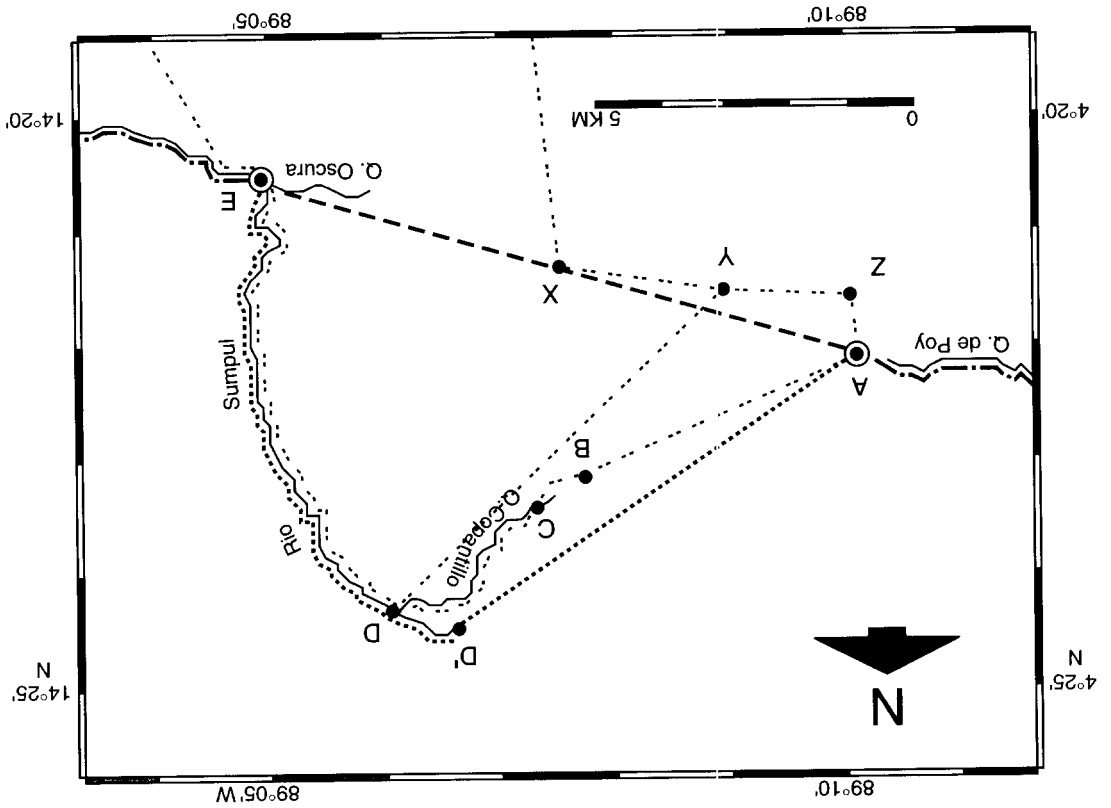 89°10'
89°05' W
4°25'
N
14°25'
N
N
D'
D
Q. Copantillo
Rio
C
B
Sumpul
A
Q. de Poy
Z
Y
X
E
Q. Oscura
4°20'
14°20'
0
5 KM
89°10'
89°05'